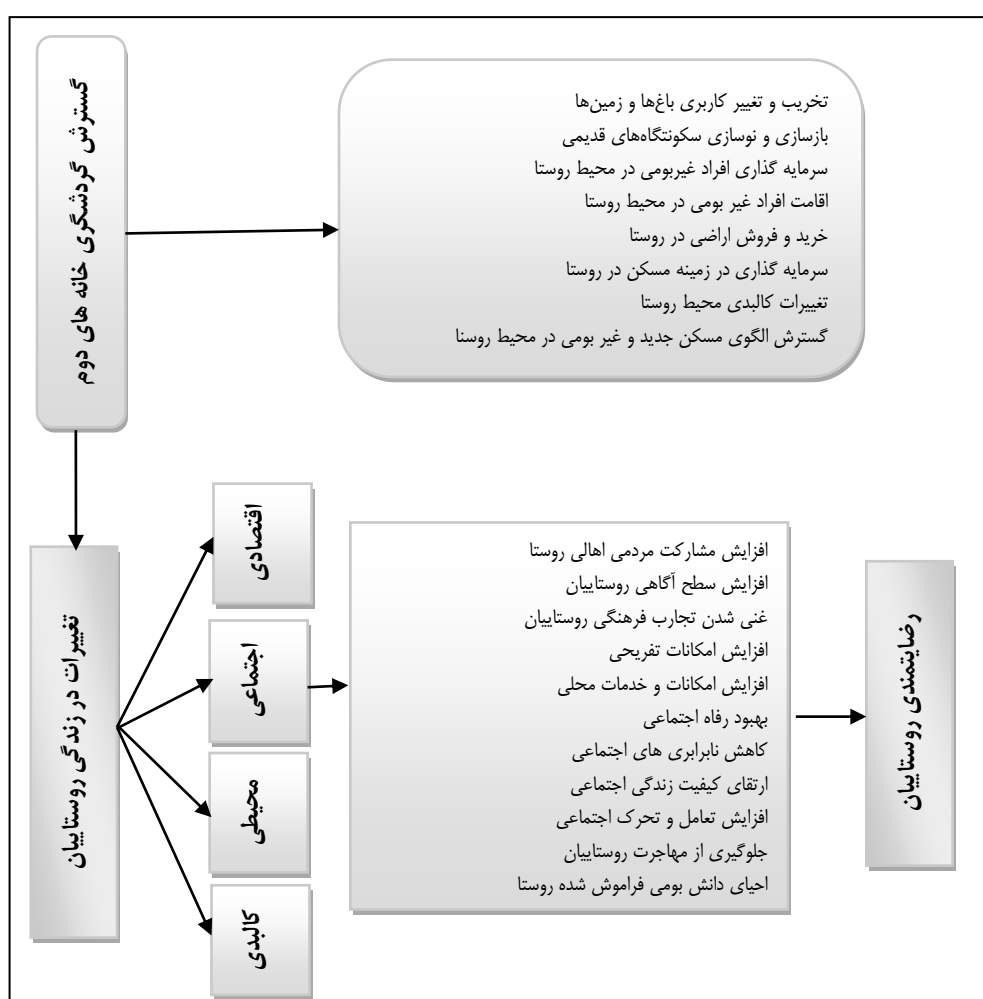 گسترش گردشگری خانه های دوم
تخریب و تغییر کاربری باغ‌ها و زمین‌ها
بازسازی و نوسازی سکونتگاه‌های قدیمی
سرمایه گذاری افراد غیربومی در محیط روستا
اقامت افراد غیر بومی در محیط روستا
خرید و فروش اراضی در روستا
سرمایه گذاری در زمینه مسکن در روستا
تغییرات کالبدی محیط روستا
گسترش الگوی مسکن جدید و غیر بومی در محیط روسنا
تغییرات در زندگی روستاییان
اقتصادی
اجتماعی
محیطی
کالبدی
افزایش مشارکت مردمی اهالی روستا
افزایش سطح آگاهی روستاییان
غنی شدن تجارب فرهنگی روستاییان
افزایش امکانات تفریحی
افزایش امکانات و خدمات محلی
بهبود رفاه اجتماعی
کاهش نابرابری های اجتماعی
ارتقای کیفیت زندگی اجتماعی
افزایش تعامل و تحرک اجتماعی
جلوگیری از مهاجرت روستاییان
احیای دانش بومی فراموش شده روستا
رضایتمندی روستاییان